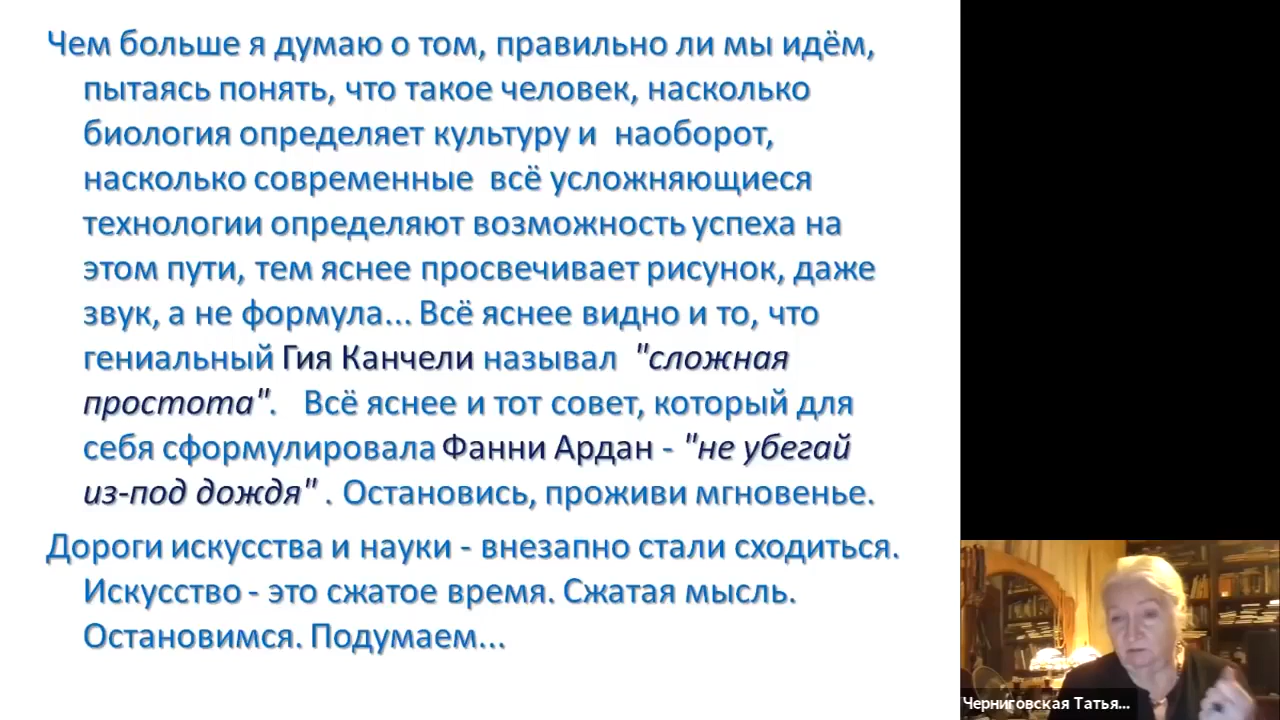 Чем больше я думаю о том, правильно ли мы идём,
пытаясь понять, что такое человек, насколько
биология определяет культуру и наоборот,
насколько современные всё усложняющиеся
технологии определяют возможность успеха на
этом пути, тем яснее просвечивает рисунок, даже
звук, а не формула... Всё яснее видно и то, что
гениальный Гия Канчели называл "сложная
простота". Всё яснее и тот совет, который для
себя сформулировала Фанни Ардан - "не убегай
из-под дождя" . Остановись, проживи мгновенье.
Дороги искусства и науки - внезапно стали сходиться.
Искусство - это сжатое время. Сжатая мысль.
Остановимся. Подумаем...
Черниговская Татья...